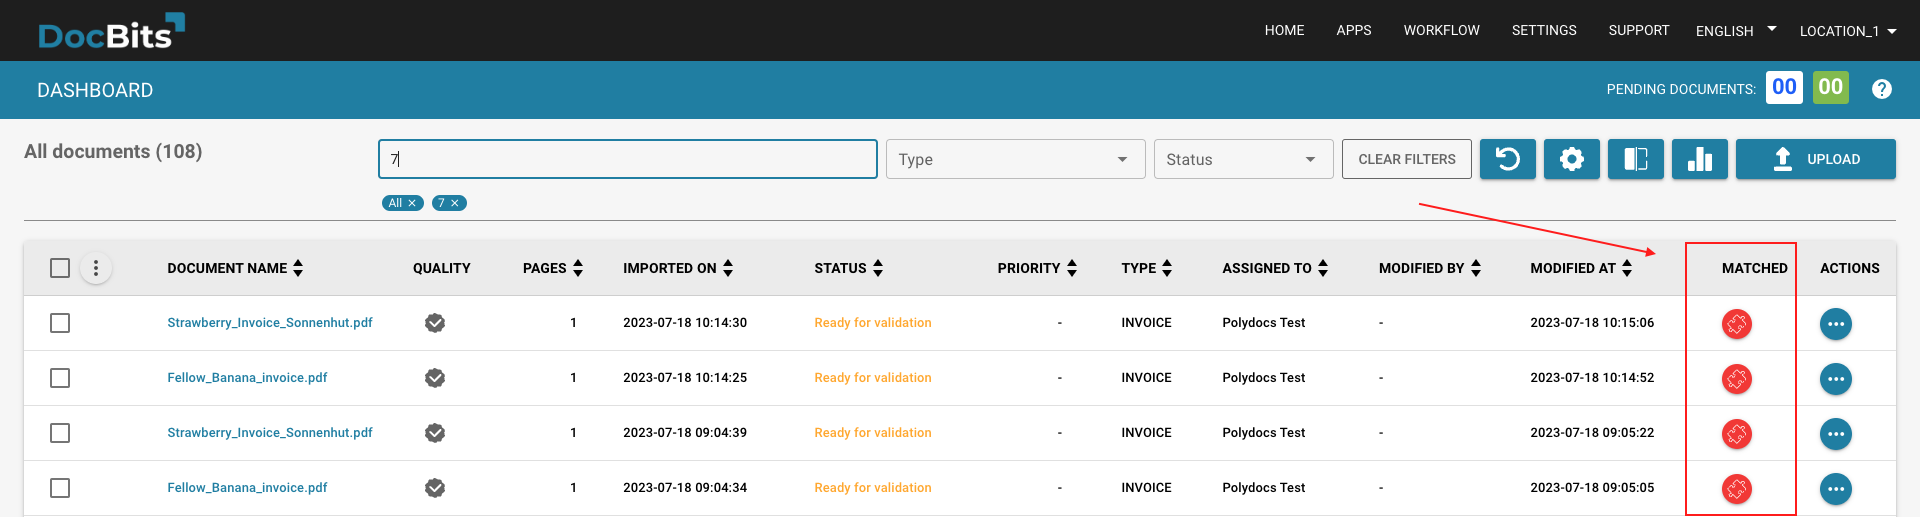 DocBits
HOME APPS WORKFLOW SETTINGS SUPPORT ENGLISH LOCATION_1
DASHBOARD
PENDING DOCUMENTS: 00 00 ?
All documents (108)
7
Type
Status
CLEAR FILTERS
UPLOAD
All × 7 ×
DOCUMENT NAME QUALITY PAGES IMPORTED ON STATUS PRIORITY TYPE ASSIGNED TO MODIFIED BY MODIFIED AT MATCHED ACTIONS
Strawberry_Invoice_Sonnenhut.pdf 1 2023-07-18 10:14:30 Ready for validation - INVOICE Polydocs Test - 2023-07-18 10:15:06
Fellow_Banana_invoice.pdf 1 2023-07-18 10:14:25 Ready for validation - INVOICE Polydocs Test - 2023-07-18 10:14:52
Strawberry_Invoice_Sonnenhut.pdf 1 2023-07-18 09:04:39 Ready for validation - INVOICE Polydocs Test - 2023-07-18 09:05:22
Fellow_Banana_invoice.pdf 1 2023-07-18 09:04:34 Ready for validation - INVOICE Polydocs Test - 2023-07-18 09:05:05